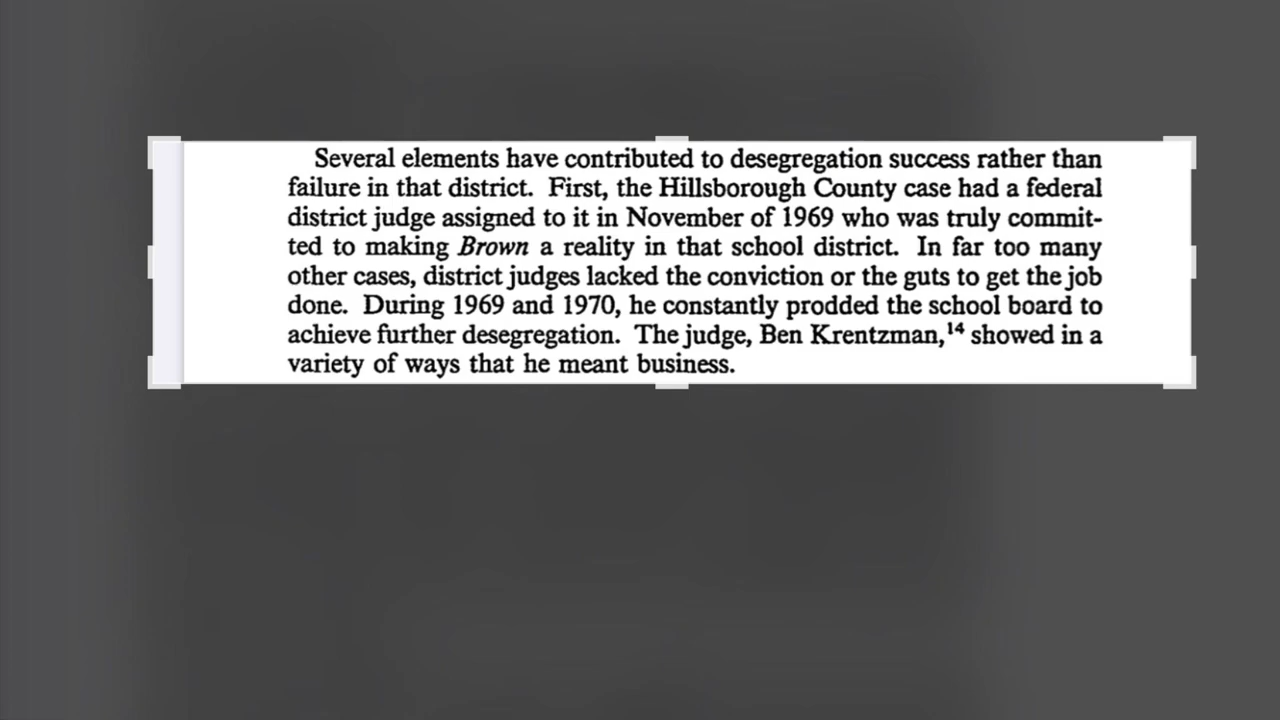 Several elements have contributed to desegregation success rather than
failure in that district. First, the Hillsborough County case had a federal
district judge assigned to it in November of 1969 who was truly commit-
ted to making Brown a reality in that school district. In far too many
other cases, district judges lacked the conviction or the guts to get the job
done. During 1969 and 1970, he constantly prodded the school board to
achieve further desegregation. The judge, Ben Krentzman,¹⁴ showed in a
variety of ways that he meant business.